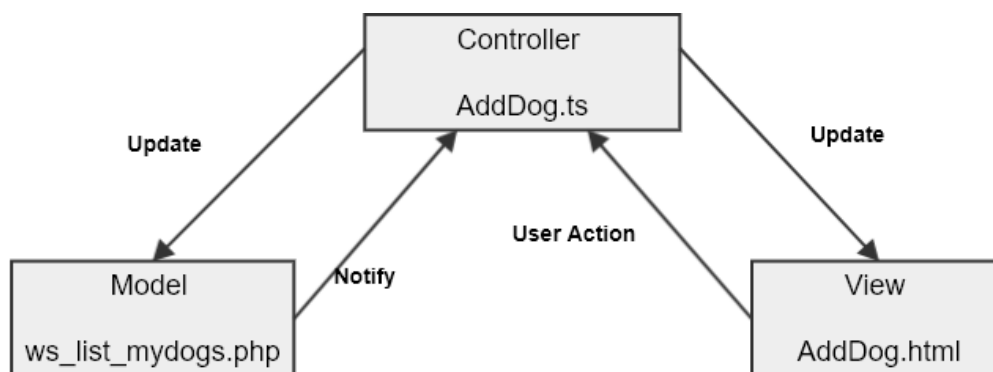 Controller
AddDog.ts
Update
Update
User Action
Notify
Model
ws_list_mydogs.php
View
AddDog.html